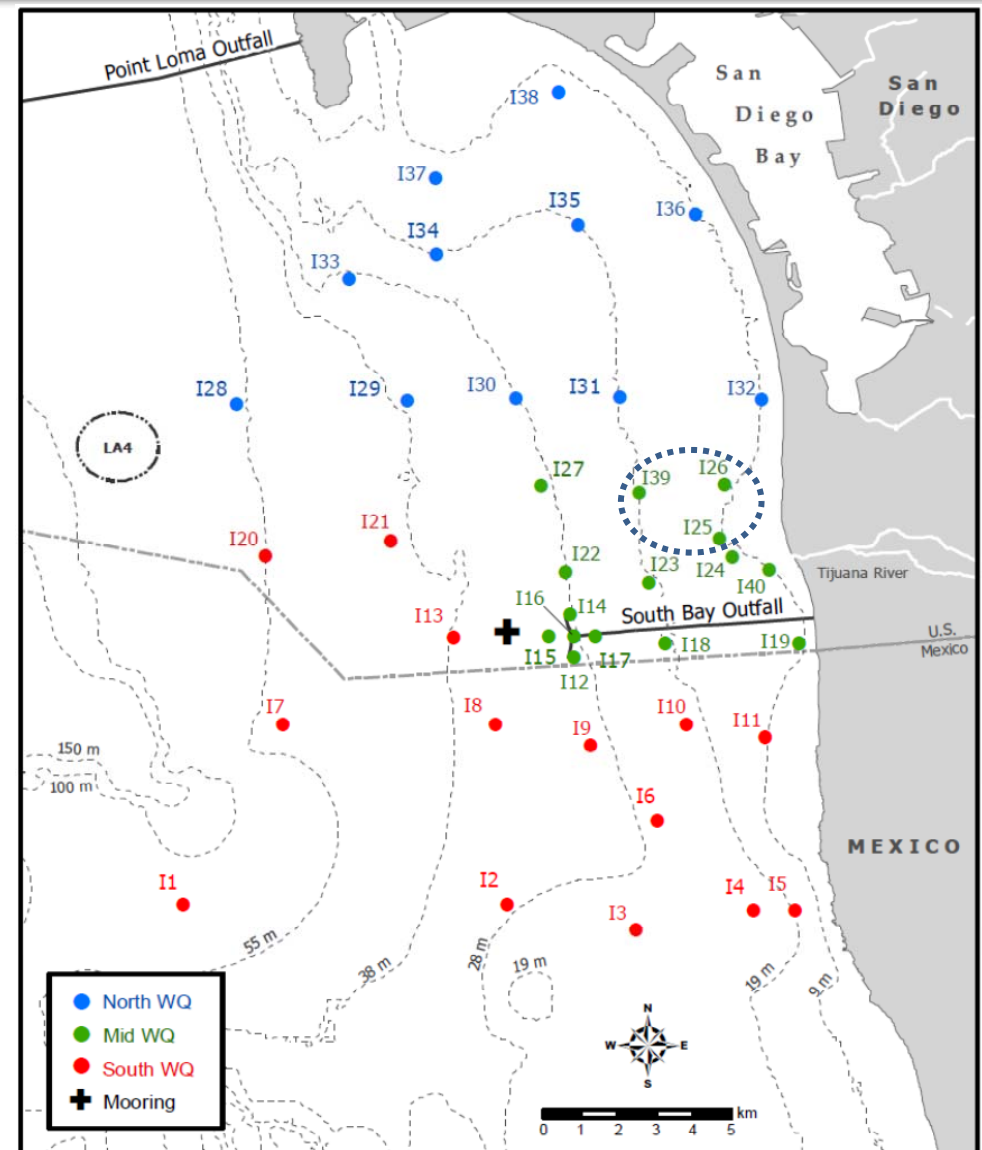 Point Loma Outfall
San
Diego
Bay
San
Diego
I38
I37
I36
I35
I34
I33
I28
I29
I30
I31
I32
LA4
I27
I39
I26
I21
I20
I25
I22
I23
I24
I40
Tijuana River
I16
I14
South Bay Outfall
I13
I15
I17
I18
I19
U.S.
Mexico
I12
I7
I8
I9
I10
I11
150 m
100 m
I6
MEXICO
I1
I2
I3
I4
I5
55 m
38 m
28 m
19 m
19 m
9 m
North WQ
Mid WQ
South WQ
Mooring
N
W
E
S
km
0 1 2 3 4 5